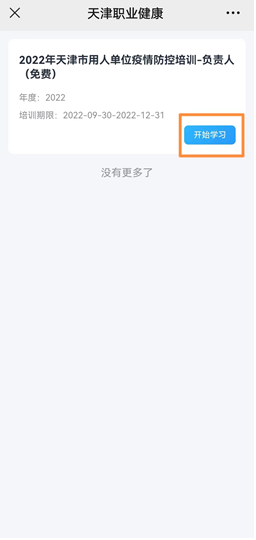 天津职业健康
2022年天津市用人单位疫情防控培训-负责人
（免费）
年度：2022
培训期限：2022-09-30-2022-12-31
开始学习
没有更多了